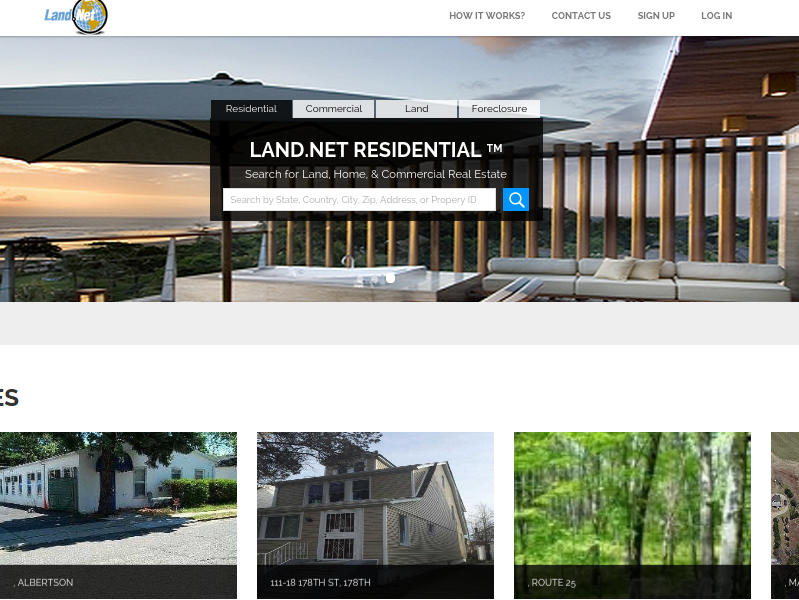 Land.Net
HOW IT WORKS? CONTACT US SIGN UP LOG IN
Residential Commercial Land Foreclosure
LAND.NET RESIDENTIAL ™
Search for Land, Home, & Commercial Real Estate
Search by State, Country, City, Zip, Address, or Propery ID
ES
, ALBERTSON
111-18 178TH ST, 178TH
, ROUTE 25
, MA